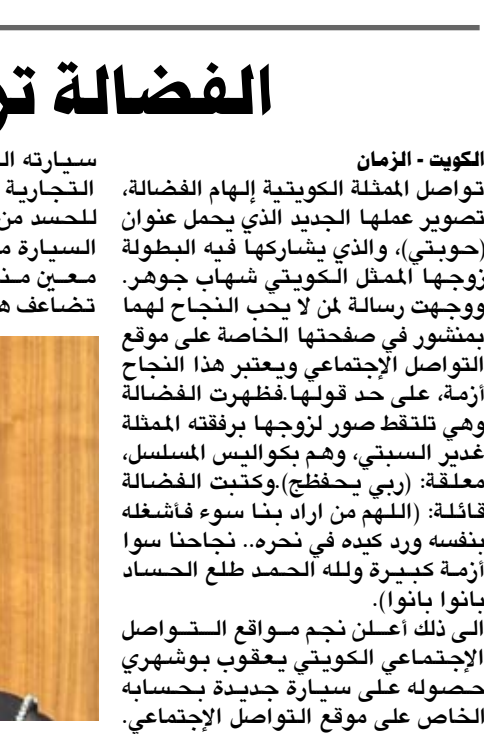 الفضالة
الكويت - الزمان
تواصل الممثلة الكويتية إلهام الفضالة،
تصوير عملها الجديد الذي يحمل عنوان
(حوبتي)، والذي يشاركها فيه البطولة
زوجها الممثل الكويتي شهاب جوهر.
ووجهت رسالة لمن لا يحب النجاح لهما
بمنشور في صفحتها الخاصة على موقع
التواصل الإجتماعي ويعتبر هذا النجاح
أزمة، على حد قولها.فظهرت الفضالة
وهي تلتقط صور لزوجها برفقته الممثلة
غدير السبتي، وهم بكواليس المسلسل،
معلقة: (ربي يحفظج).وكتبت الفضالة
قائلة: (اللهم من اراد بنا سوء فأشغله
بنفسه ورد كيده في نحره.. نجاحنا سوا
أزمة كبيرة ولله الحمد طلع الحساد
بانوا بانوا).
الى ذلك أعلن نجم مواقع التواصل
الإجتماعي الكويتي يعقوب بوشهري
حصوله على سيارة جديدة بحسابه
الخاص على موقع التواصل الإجتماعي.
سيارته
التجارية
للحسد من
السيارة
معين
تضاعف